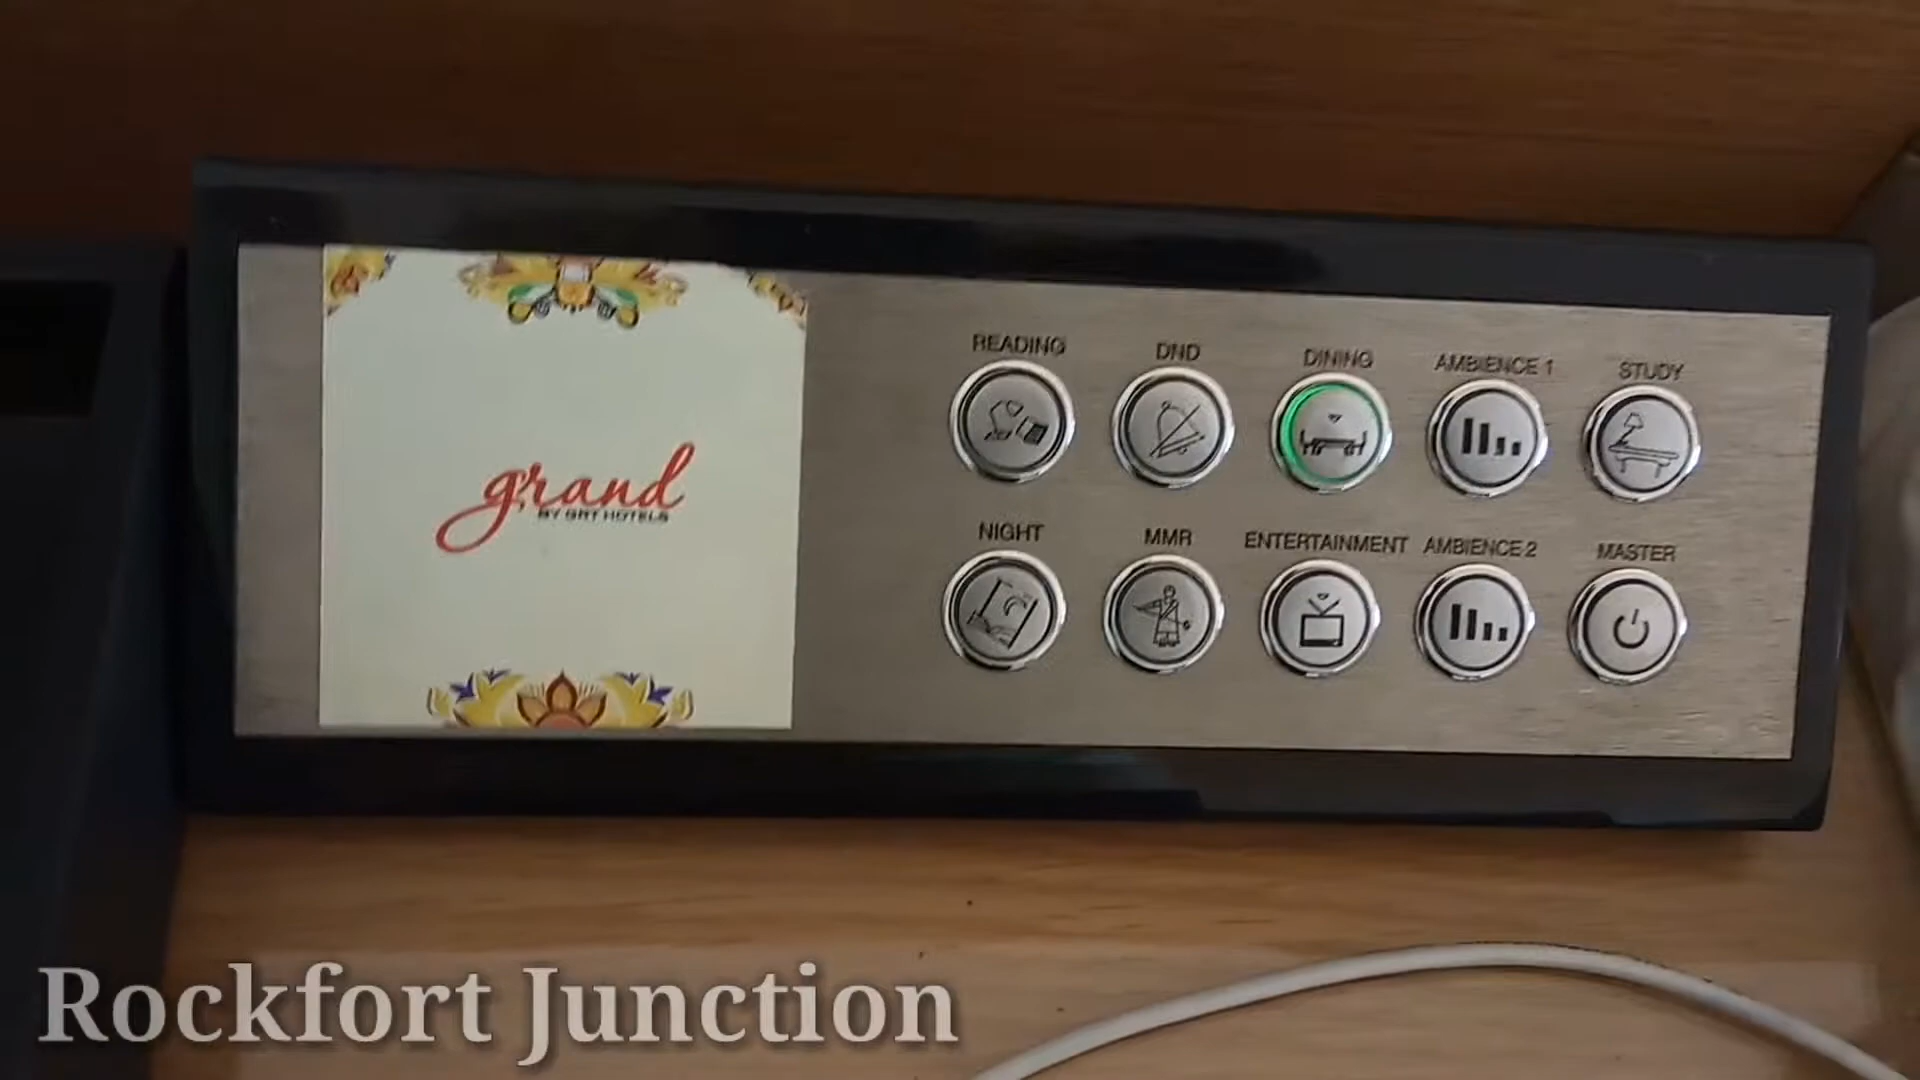 grand
BY GRT HOTELS
READING
DND
DINING
AMBIENCE 1
STUDY
NIGHT
MMR
ENTERTAINMENT
AMBIENCE 2
MASTER
Rockfort Junction